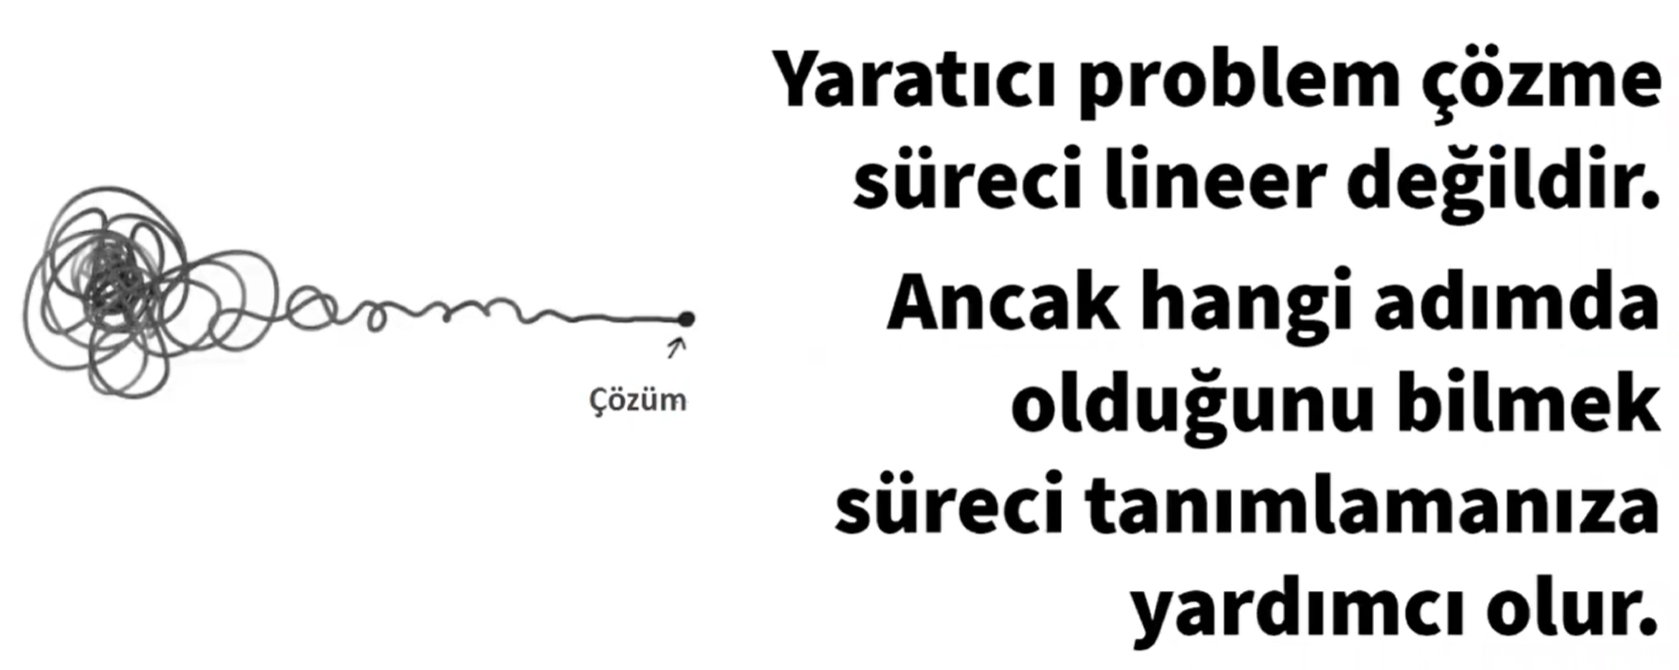 Yaratıcı problem çözme
süreci lineer değildir.
Ancak hangi adımda
olduğunu bilmek
süreci tanımlamanıza
yardımcı olur.
Çözüm